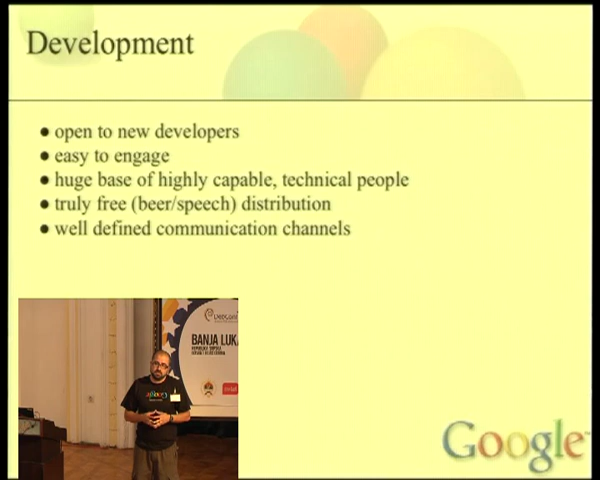 Development
● open to new developers
● easy to engage
● huge base of highly capable, technical people
● truly free (beer/speech) distribution
● well defined communication channels
BANJA LUKA
Google